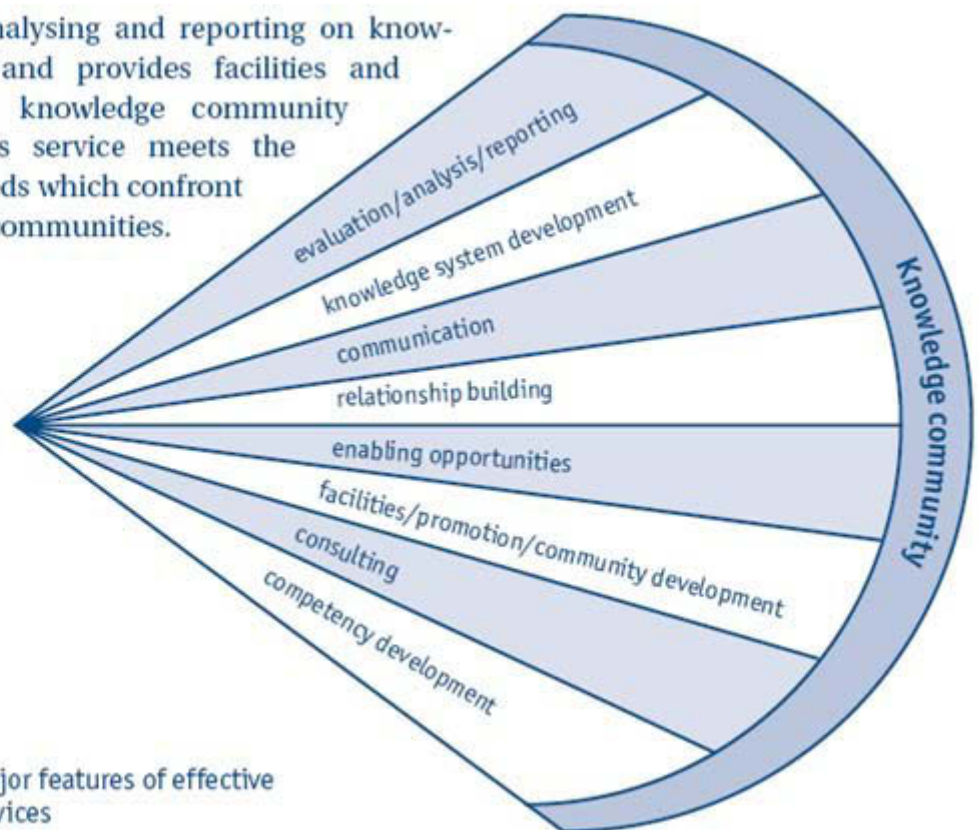 nalysing and reporting on know-
and provides facilities and
knowledge community
s service meets the
ds which confront
ommunities.
evaluation/analysis/reporting
knowledge system development
communication
relationship building
enabling opportunities
facilities/promotion/community development
consulting
competency development
Knowledge community
jor features of effective
vices